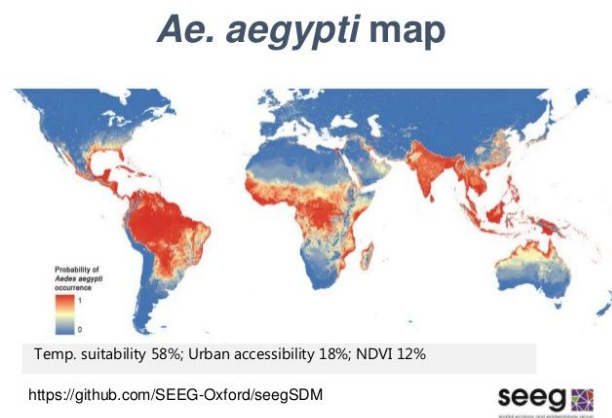 Ae. aegypti map
Probability of
Aedes aegypti
occurrence
1
0
Temp. suitability 58%; Urban accessibility 18%; NDVI 12%
https://github.com/SEEG-Oxford/seegSDM
seeg